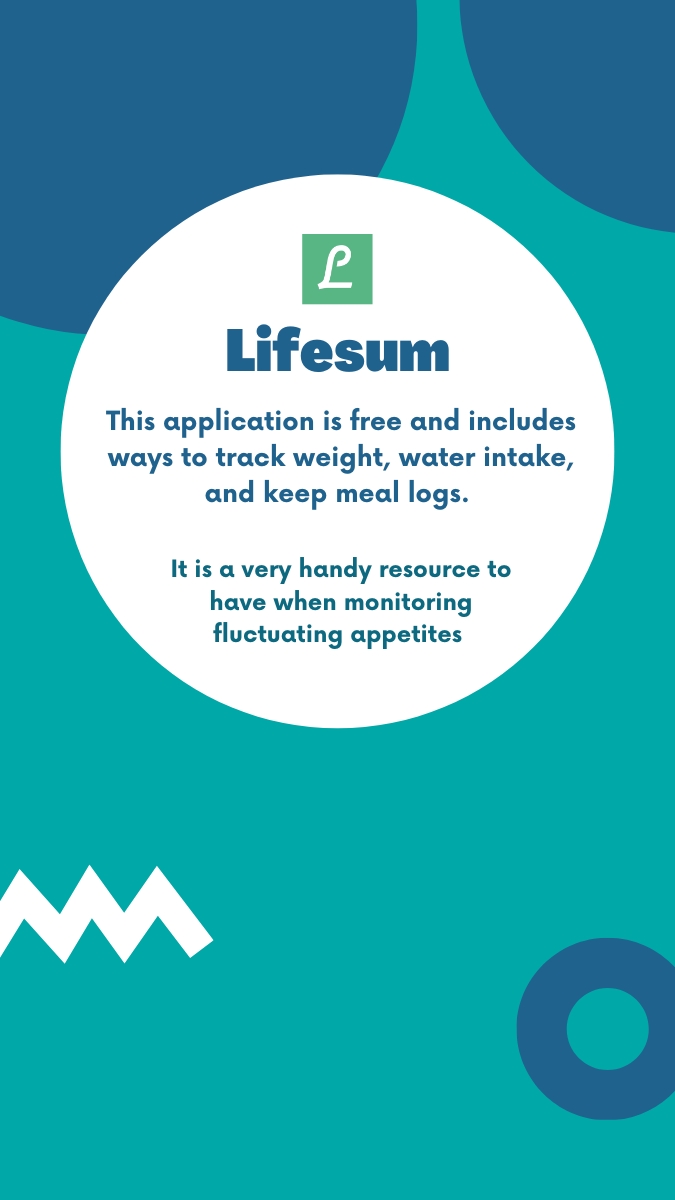 L
Lifesum
This application is free and includes
ways to track weight, water intake,
and keep meal logs.
It is a very handy resource to
have when monitoring
fluctuating appetites